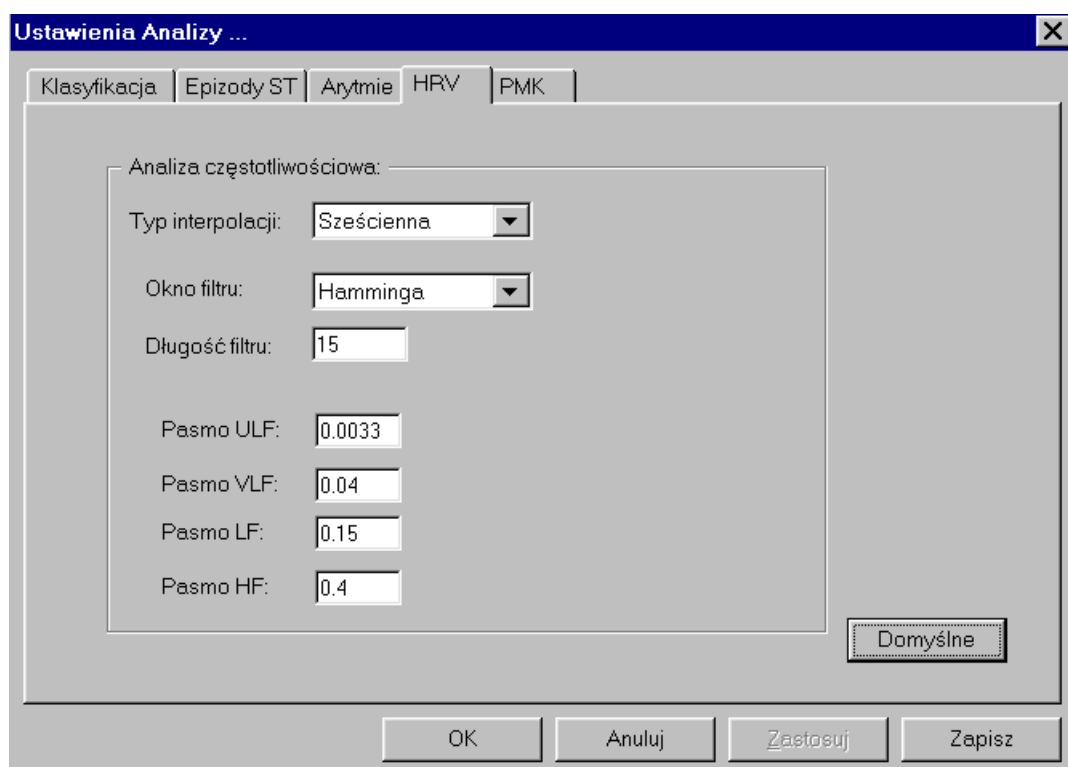 Ustawienia Analizy ...
Klasyfikacja Epizody ST Arytmie HRV PMK
Analiza częstotliwościowa:
Typ interpolacji: Sześcienna
Okno filtru: Hamminga
Długość filtru: 15
Pasmo ULF: 0.0033
Pasmo VLF: 0.04
Pasmo LF: 0.15
Pasmo HF: 0.4
Domyślne
OK Anuluj Zastosuj Zapisz